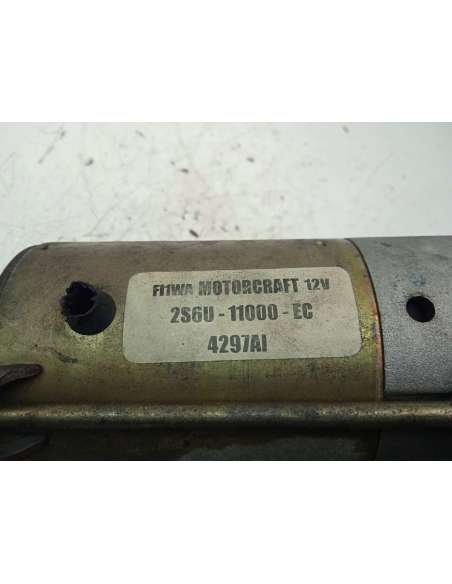 FI1WA MOTORCRAFT 12V
2S6U - 11000 - EC
4297AI